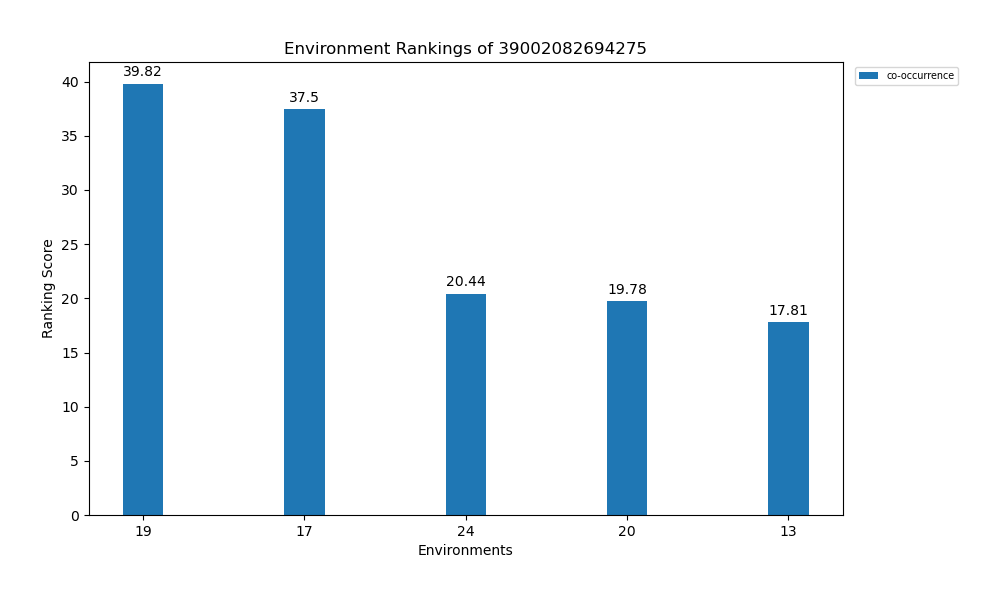 Environment Rankings of 39002082694275
co-occurrence
39.82
37.5
20.44
19.78
17.81
Ranking Score
40
35
30
25
20
15
10
5
0
19 17 24 20 13
Environments